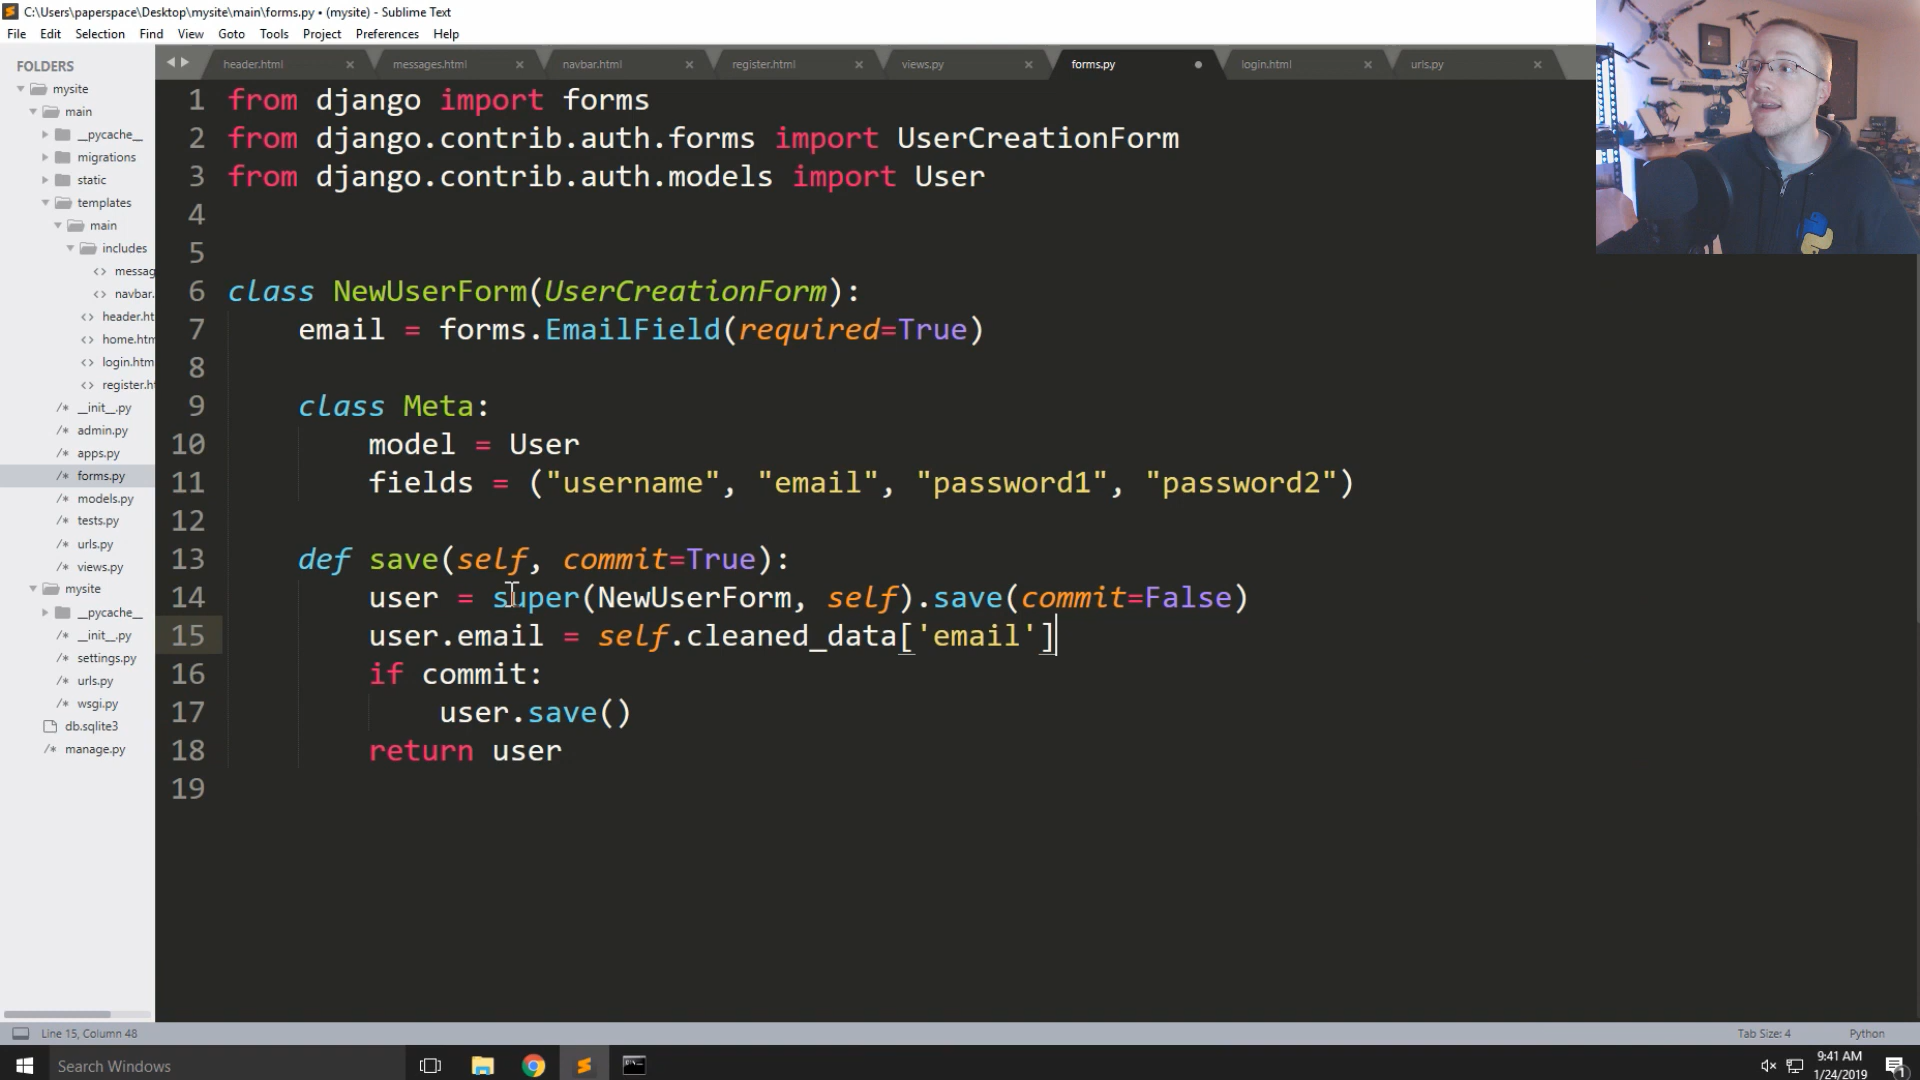 C:\Users\paperspace\Desktop\mysite\main\forms.py • (mysite) - Sublime Text
File Edit Selection Find View Goto Tools Project Preferences Help
FOLDERS
mysite
main
__pycache__
migrations
static
templates
main
includes
messag
navbar.
header.ht
home.htm
login.htm
register.h
__init__.py
admin.py
apps.py
forms.py
models.py
tests.py
urls.py
views.py
mysite
__pycache__
__init__.py
settings.py
urls.py
wsgi.py
db.sqlite3
manage.py
header.html × messages.html × navbar.html × register.html × views.py × forms.py • login.html × urls.py ×
1 from django import forms
2 from django.contrib.auth.forms import UserCreationForm
3 from django.contrib.auth.models import User
4
5
6 class NewUserForm(UserCreationForm):
7 email = forms.EmailField(required=True)
8
9 class Meta:
10 model = User
11 fields = ("username", "email", "password1", "password2")
12
13 def save(self, commit=True):
14 user = super(NewUserForm, self).save(commit=False)
15 user.email = self.cleaned_data['email']
16 if commit:
17 user.save()
18 return user
19
Line 15, Column 48
Tab Size: 4 Python
Search Windows
9:41 AM
1/24/2019
1